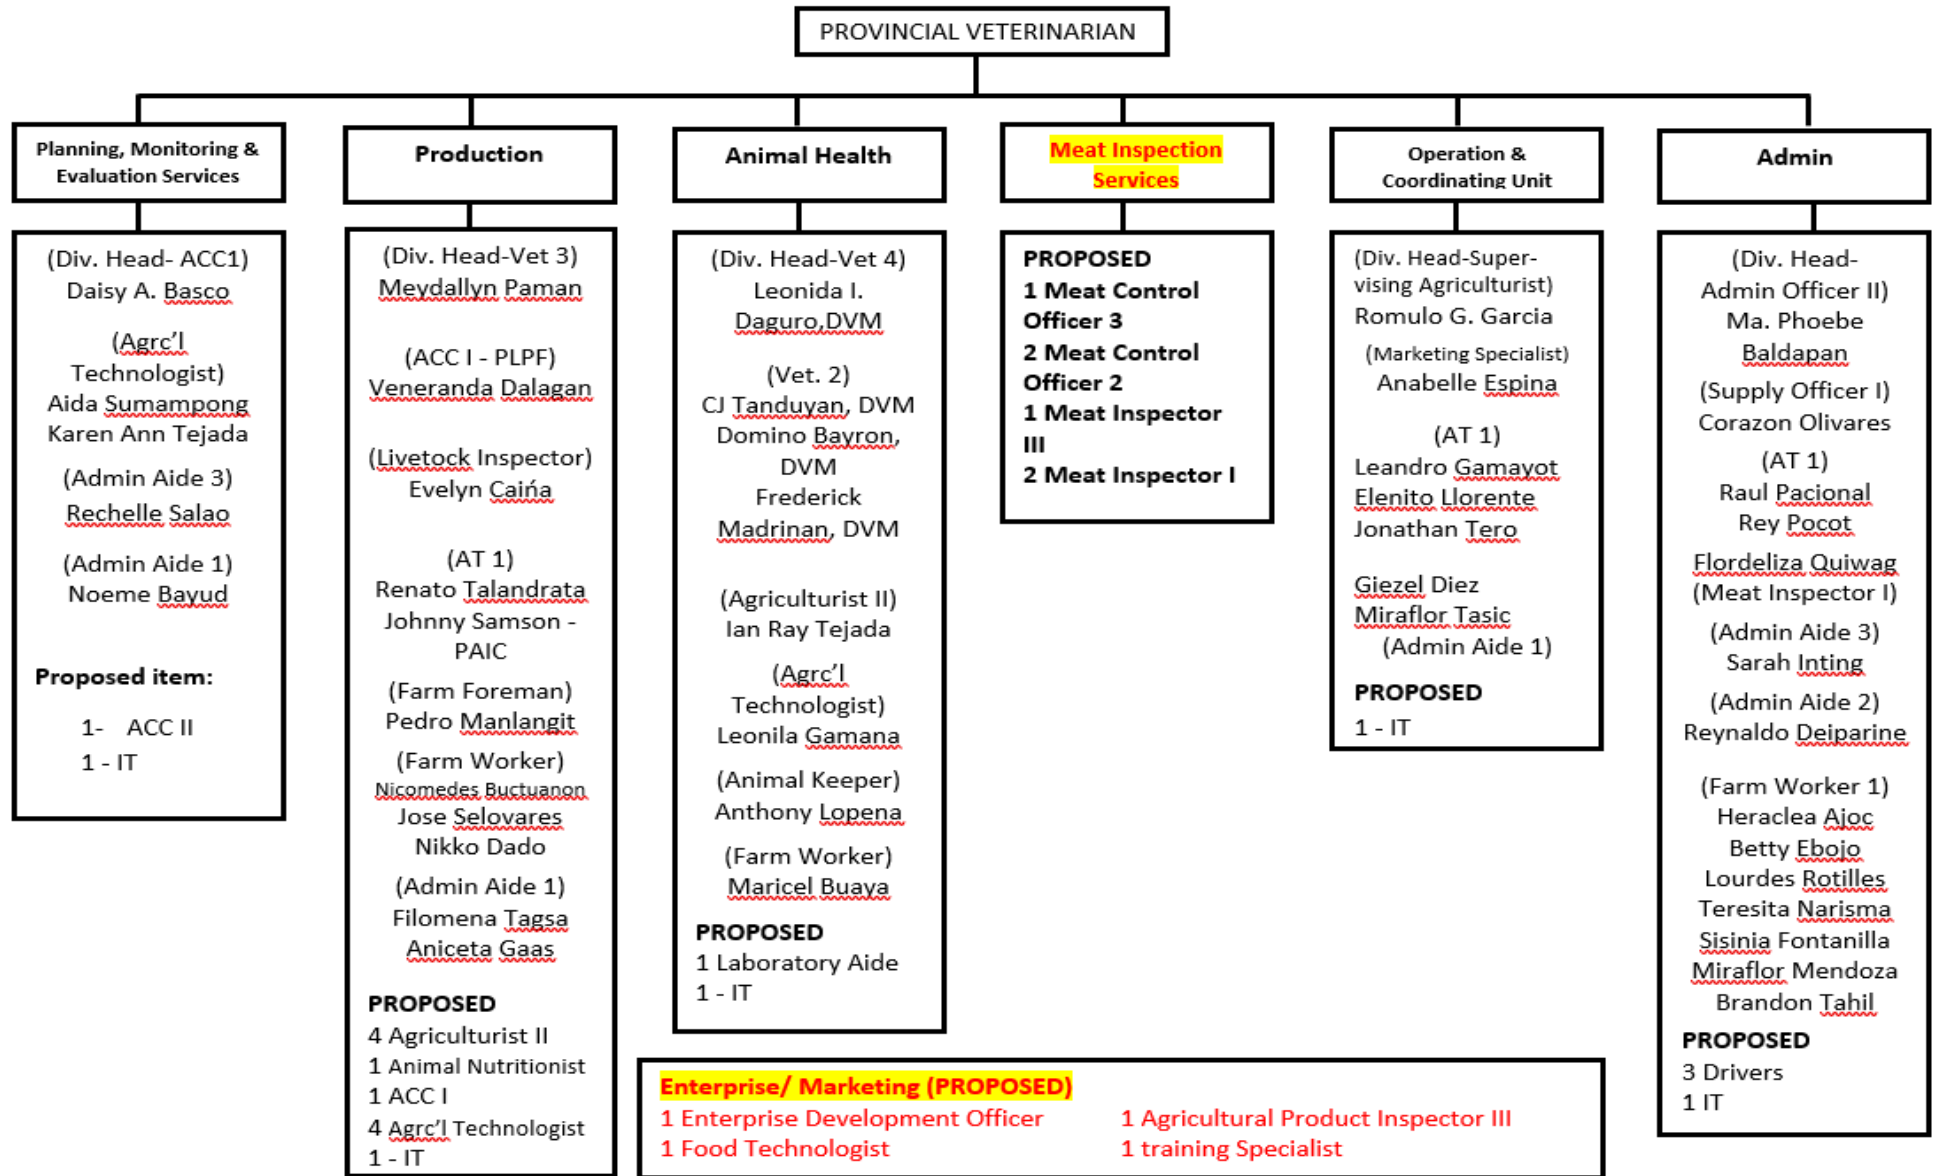 PROVINCIAL VETERINARIAN
Planning, Monitoring &
Evaluation Services
(Div. Head- ACC1)
Daisy A. Basco
(Agrc’l
Technologist)
Aida Sumampong
Karen Ann Tejada
(Admin Aide 3)
Rechelle Salao
(Admin Aide 1)
Noeme Bayud
Proposed item:
1- ACC II
1 - IT
Production
(Div. Head-Vet 3)
Meydallyn Paman
(ACC I - PLPF)
Veneranda Dalagan
(Livetock Inspector)
Evelyn Caińa
(AT 1)
Renato Talandrata
Johnny Samson -
PAIC
(Farm Foreman)
Pedro Manlangit
(Farm Worker)
Nicomedes Buctuanon
Jose Selovares
Nikko Dado
(Admin Aide 1)
Filomena Tagsa
Aniceta Gaas
PROPOSED
4 Agriculturist II
1 Animal Nutritionist
1 ACC I
4 Agrc’l Technologist
1 - IT
Animal Health
(Div. Head-Vet 4)
Leonida I.
Daguro,DVM
(Vet. 2)
CJ Tanduyan, DVM
Domino Bayron,
DVM
Frederick
Madrinan, DVM
(Agriculturist II)
Ian Ray Tejada
(Agrc’l
Technologist)
Leonila Gamana
(Animal Keeper)
Anthony Lopena
(Farm Worker)
Maricel Buaya
PROPOSED
1 Laboratory Aide
1 - IT
Meat Inspection
Services
PROPOSED
1 Meat Control
Officer 3
2 Meat Control
Officer 2
1 Meat Inspector
III
2 Meat Inspector I
Operation &
Coordinating Unit
(Div. Head-Super-
vising Agriculturist)
Romulo G. Garcia
(Marketing Specialist)
Anabelle Espina
(AT 1)
Leandro Gamayot
Elenito Llorente
Jonathan Tero
Giezel Diez
Miraflor Tasic
(Admin Aide 1)
PROPOSED
1 - IT
Admin
(Div. Head-
Admin Officer II)
Ma. Phoebe
Baldapan
(Supply Officer I)
Corazon Olivares
(AT 1)
Raul Pacional
Rey Pocot
Flordeliza Quiwag
(Meat Inspector I)
(Admin Aide 3)
Sarah Inting
(Admin Aide 2)
Reynaldo Deiparine
(Farm Worker 1)
Heraclea Ajoc
Betty Ebojo
Lourdes Rotilles
Teresita Narisma
Sisinia Fontanilla
Miraflor Mendoza
Brandon Tahil
PROPOSED
3 Drivers
1 IT
Enterprise/ Marketing (PROPOSED)
1 Enterprise Development Officer
1 Food Technologist
1 Agricultural Product Inspector III
1 training Specialist